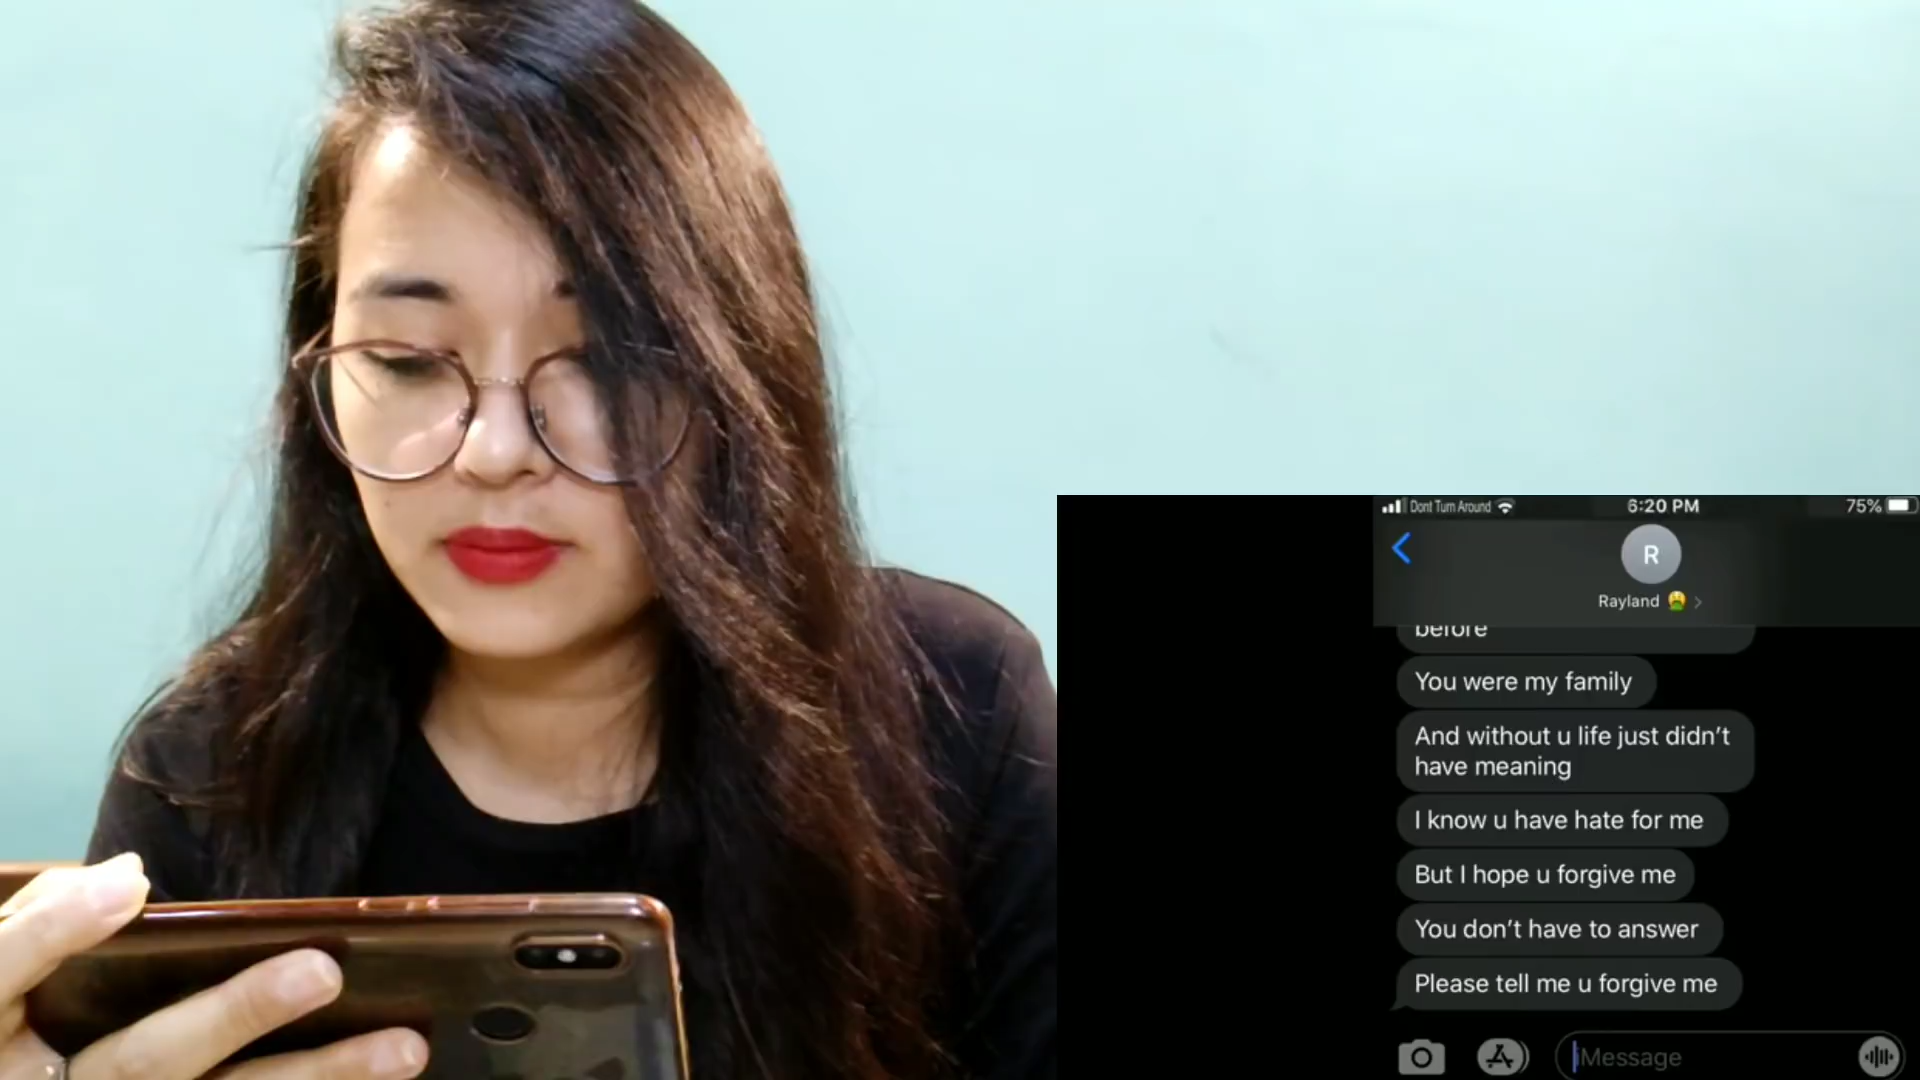 Dont Turn Around
6:20 PM
75%
R
Rayland 🤮 >
before
You were my family
And without u life just didn’t
have meaning
I know u have hate for me
But I hope u forgive me
You don’t have to answer
Please tell me u forgive me
iMessage